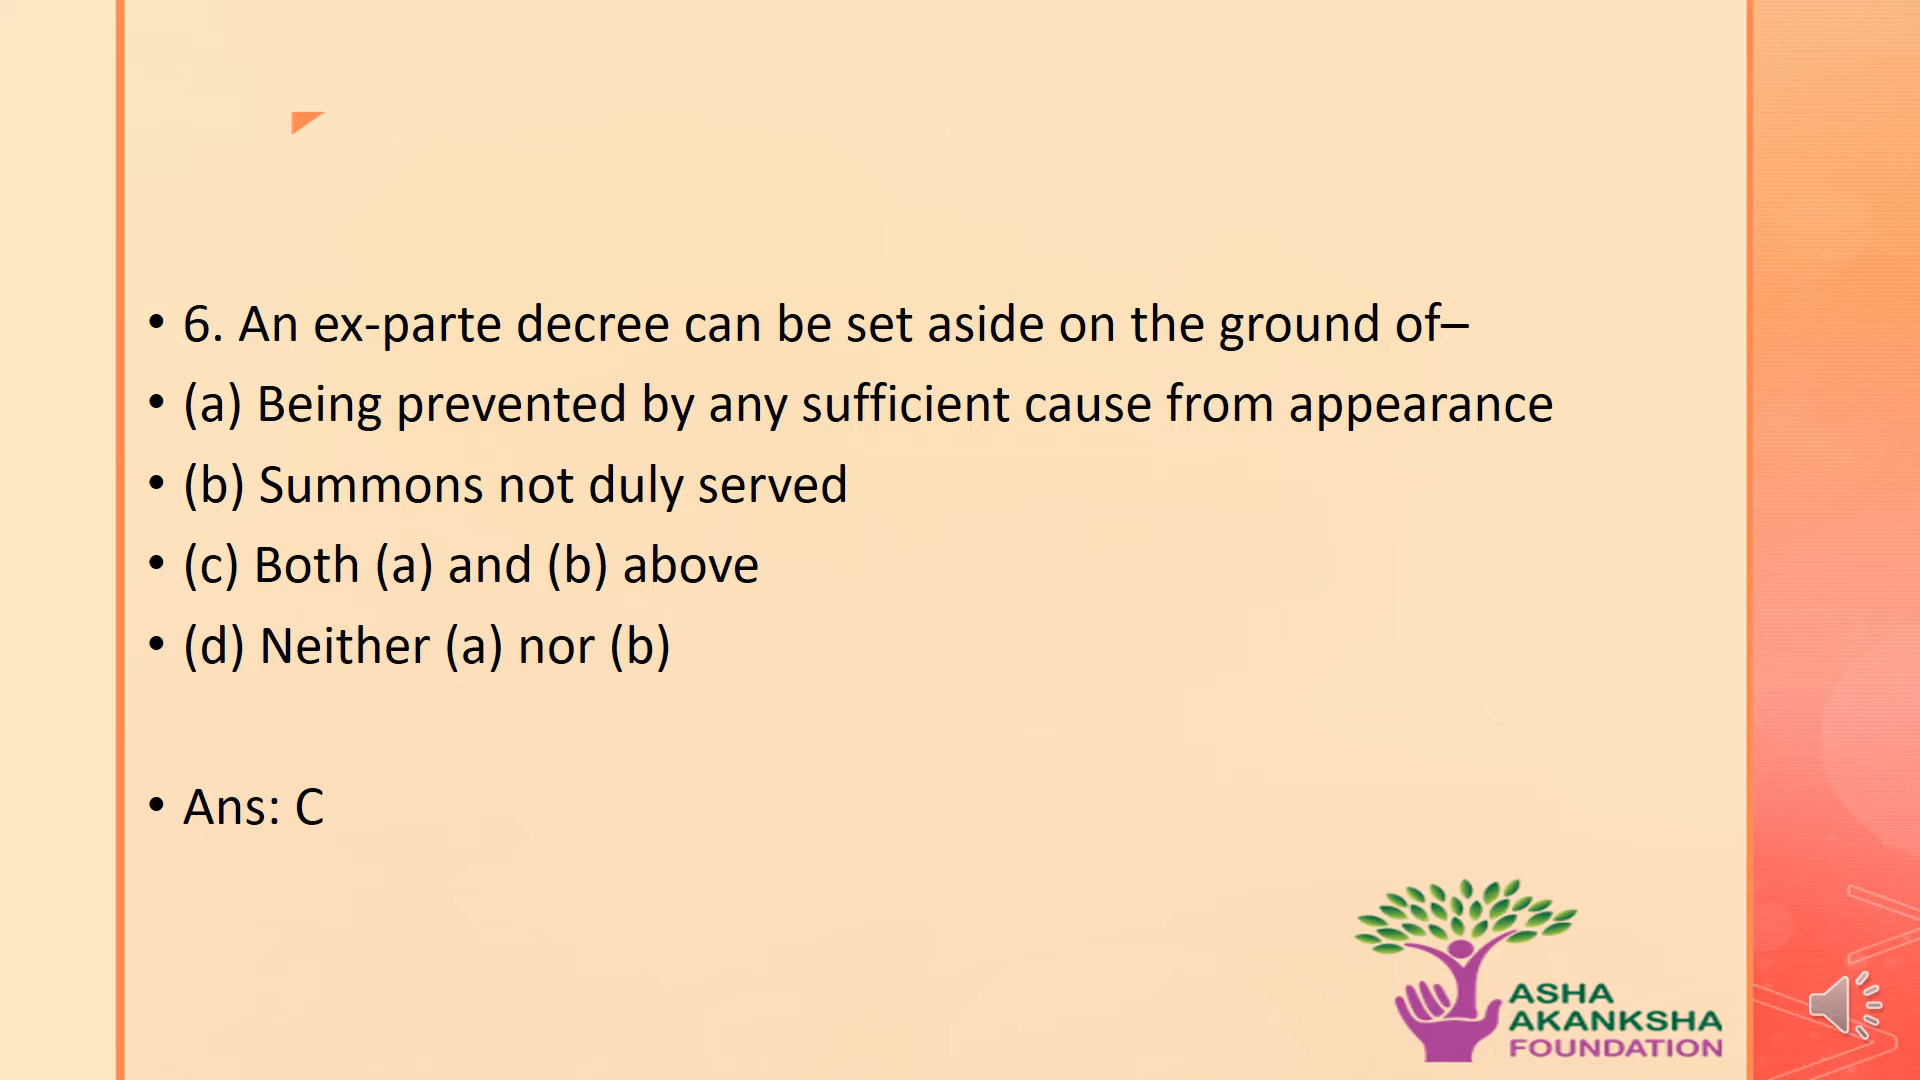 • 6. An ex-parte decree can be set aside on the ground of–
• (a) Being prevented by any sufficient cause from appearance
• (b) Summons not duly served
• (c) Both (a) and (b) above
• (d) Neither (a) nor (b)
• Ans: C
ASHA
AKANKSHA
FOUNDATION